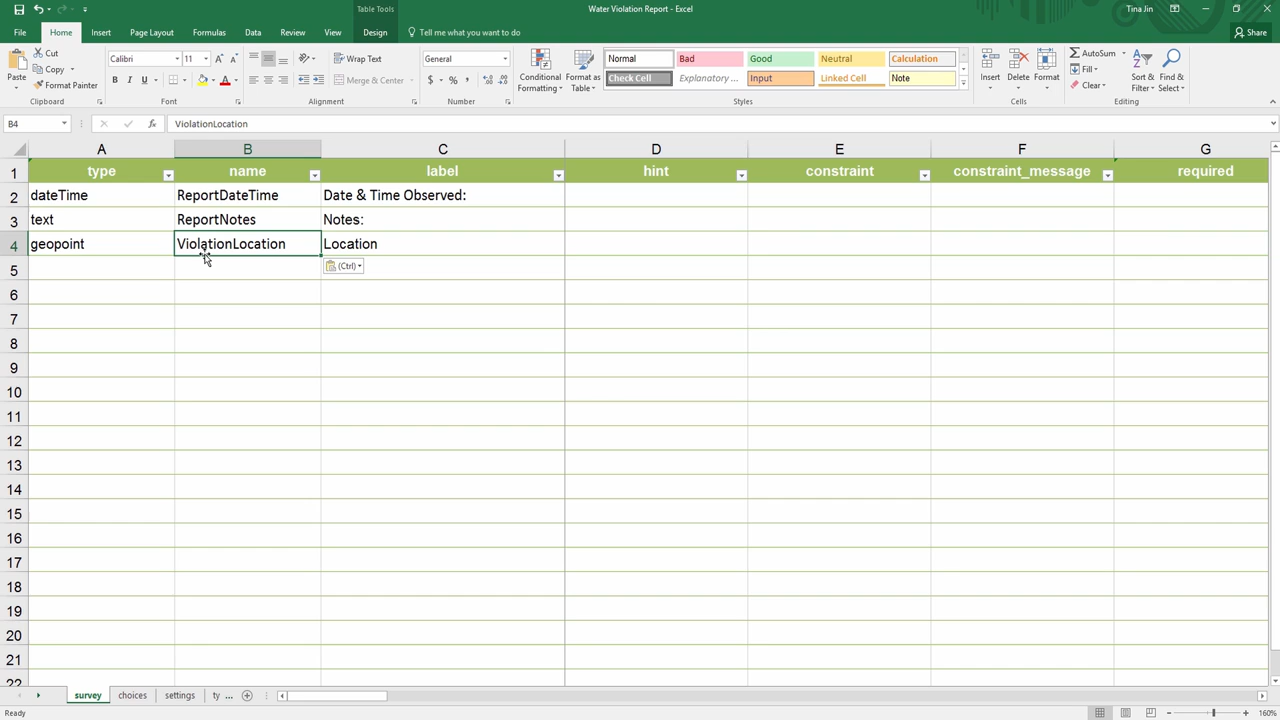 Table Tools
Water Violation Report - Excel
Tina Jin
File Home Insert Page Layout Formulas Data Review View Design Tell me what you want to do Share
Paste
Cut
Copy
Format Painter
Clipboard
Calibri 11
B I U
Font
Wrap Text
Merge & Center
Alignment
General
$ % ,
Number
Conditional Formatting
Format as Table
Normal Bad Good Neutral Calculation
Check Cell Explanary ... Input Linked Cell Note
Styles
Insert Delete Format
Cells
AutoSum
Fill
Clear
Sort & Filter
Find & Select
Editing
B4 fx ViolationLocation
A B C D E F G
1 type name label hint constraint constraint_message required
2 dateTime ReportDateTime Date & Time Observed:
3 text ReportNotes Notes:
4 geopoint ViolationLocation Location
5 (Ctrl)
6
7
8
9
10
11
12
13
14
15
16
17
18
19
20
21
22
survey choices settings ty ...
Ready 160%